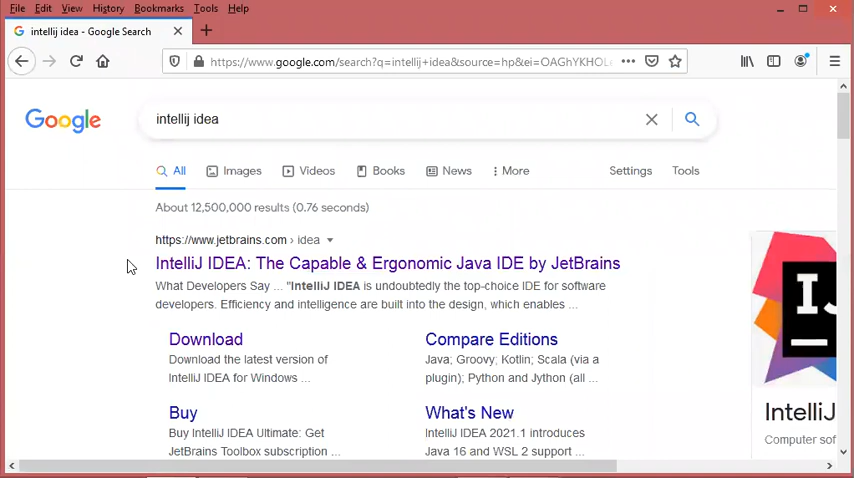 File Edit View History Bookmarks Tools Help
intellij idea - Google Search
https://www.google.com/search?q=intellij+idea&source=hp&ei=OAGhYKHOL
Google
intellij idea
All Images Videos Books News More Settings Tools
About 12,500,000 results (0.76 seconds)
https://www.jetbrains.com › idea
IntelliJ IDEA: The Capable & Ergonomic Java IDE by JetBrains
What Developers Say ... "IntelliJ IDEA is undoubtedly the top-choice IDE for software
developers. Efficiency and intelligence are built into the design, which enables ...
Download
Download the latest version of
IntelliJ IDEA for Windows ...
Compare Editions
Java; Groovy; Kotlin; Scala (via a
plugin); Python and Jython (all ...
Buy
Buy IntelliJ IDEA Ultimate: Get
JetBrains Toolbox subscription ...
What's New
IntelliJ IDEA 2021.1 introduces
Java 16 and WSL 2 support ...
IJ
IntelliJ
Computer sof